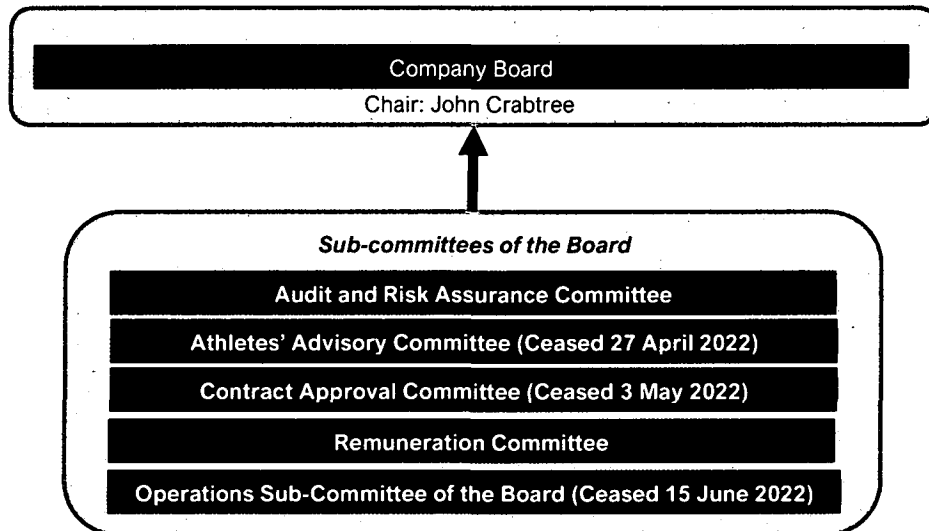 Company Board
Chair: John Crabtree
Sub-committees of the Board
Audit and Risk Assurance Committee
Athletes' Advisory Committee (Ceased 27 April 2022)
Contract Approval Committee (Ceased 3 May 2022)
Remuneration Committee
Operations Sub-Committee of the Board (Ceased 15 June 2022)